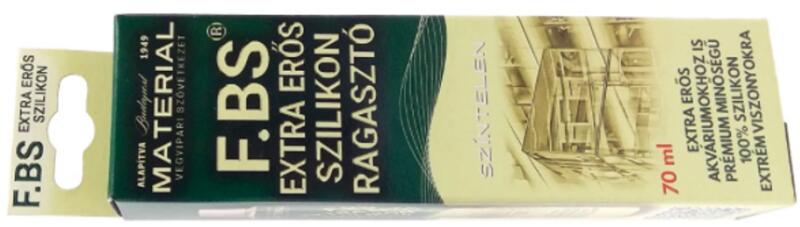 F.BS
EXTRA ERŐS
SZILIKON
ALAPÍTVA Budapest 1949
MATERIAL
VEGYIPARI SZÖVETKEZET
F.BS®
EXTRA ERŐS
SZILIKON
RAGASZTÓ
SZÍNTELEN
70 ml
EXTRA ERŐS
AKVÁRIUMOKHOZ IS
PRÉMIUM MINŐSÉGŰ
100% SZILIKON
EXTRÉM VISZONYOKRA